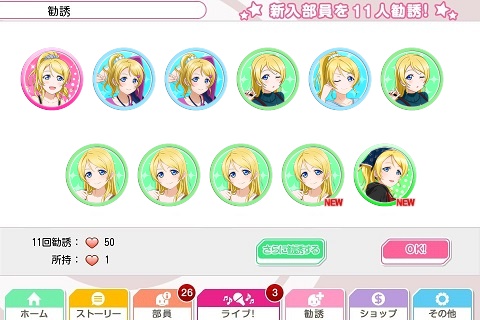 勧誘
新入部員を11人勧誘!
NEW
NEW
11回勧誘： 50
所持： 1
さらに勧誘する
OK!
26
3
ホーム
ストーリー
部員
ライブ!
勧誘
ショップ
その他